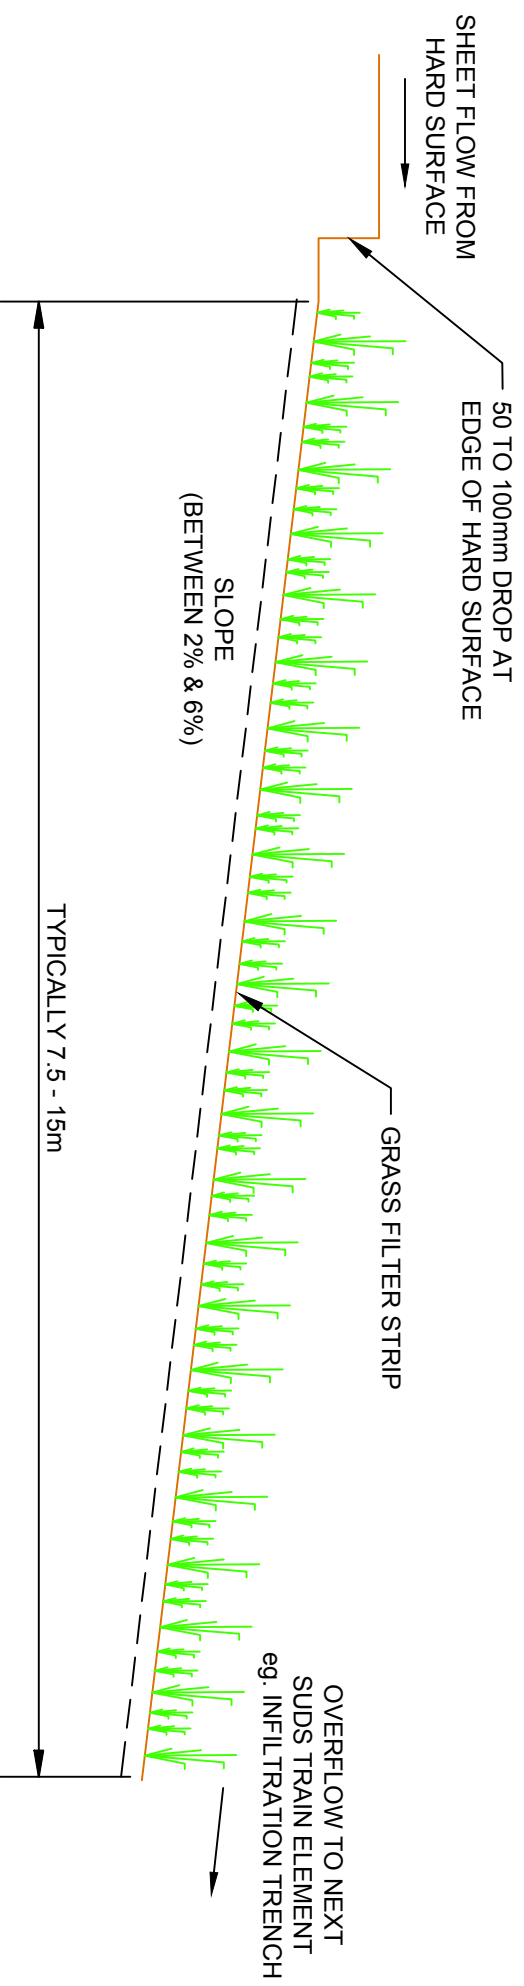 SHEET FLOW FROM
HARD SURFACE
50 TO 100mm DROP AT
EDGE OF HARD SURFACE
SLOPE
(BETWEEN 2% & 6%)
GRASS FILTER STRIP
TYPICALLY 7.5 - 15m
OVERFLOW TO NEXT
SUDS TRAIN ELEMENT
eg. INFILTRATION TRENCH